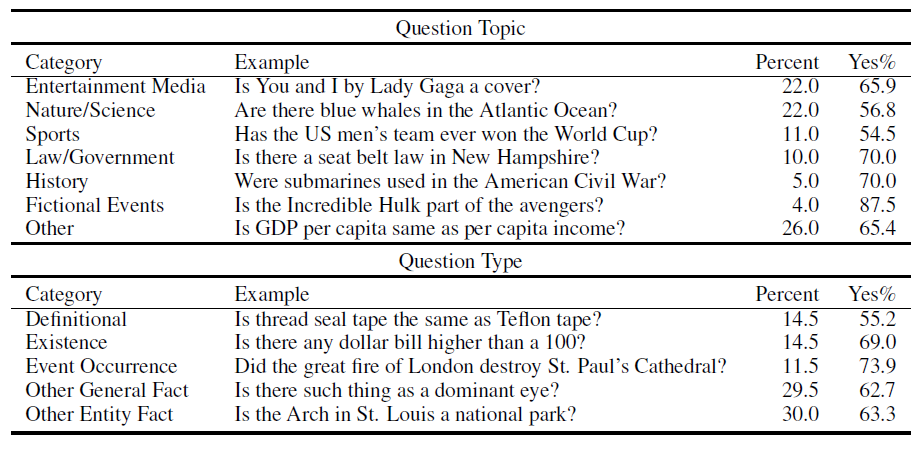 Question Topic
Category Example Percent Yes%
Entertainment Media Is You and I by Lady Gaga a cover? 22.0 65.9
Nature/Science Are there blue whales in the Atlantic Ocean? 22.0 56.8
Sports Has the US men's team ever won the World Cup? 11.0 54.5
Law/Government Is there a seat belt law in New Hampshire? 10.0 70.0
History Were submarines used in the American Civil War? 5.0 70.0
Fictional Events Is the Incredible Hulk part of the avengers? 4.0 87.5
Other Is GDP per capita same as per capita income? 26.0 65.4
Question Type
Category Example Percent Yes%
Definitional Is thread seal tape the same as Teflon tape? 14.5 55.2
Existence Is there any dollar bill higher than a 100? 14.5 69.0
Event Occurrence Did the great fire of London destroy St. Paul's Cathedral? 11.5 73.9
Other General Fact Is there such thing as a dominant eye? 29.5 62.7
Other Entity Fact Is the Arch in St. Louis a national park? 30.0 63.3